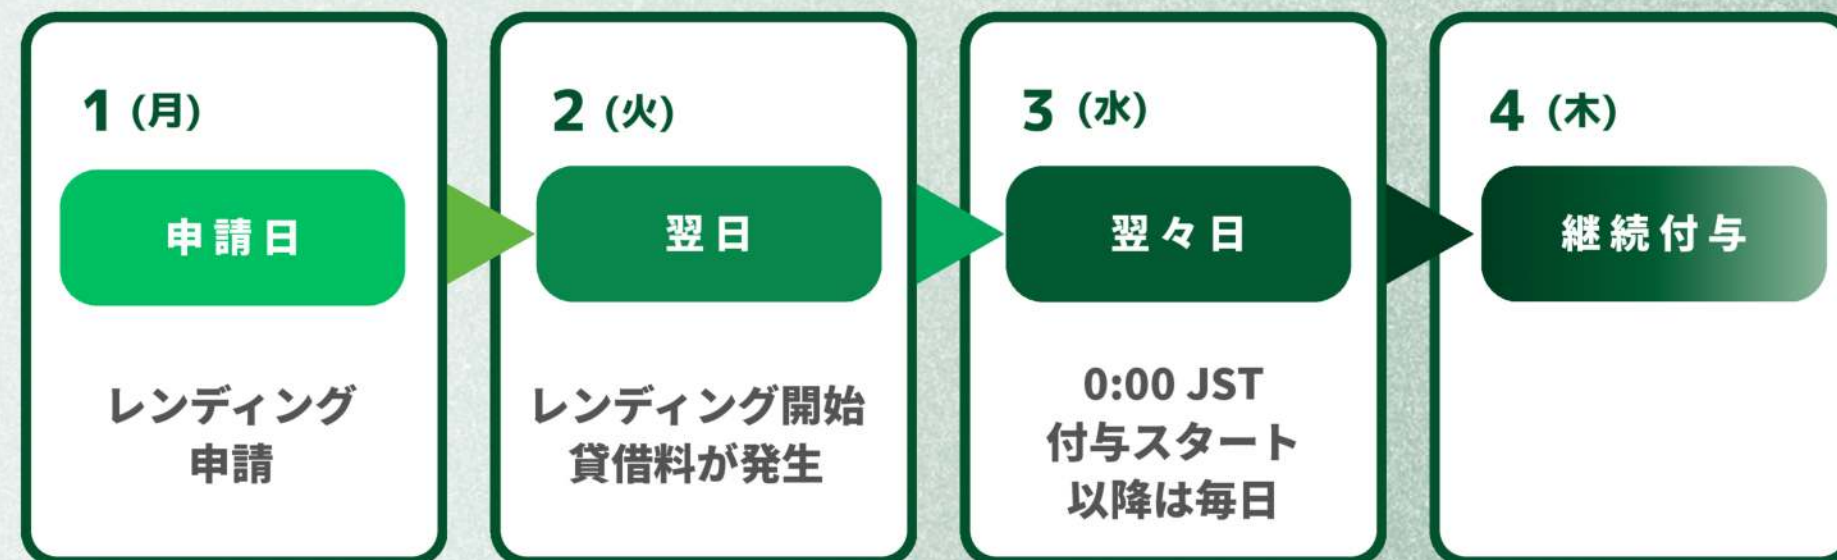 1 (月)
申請日
レンディング
申請
2 (火)
翌日
レンディング開始
貸借料が発生
3 (水)
翌々日
0:00 JST
付与スタート
以降は毎日
4 (木)
継続付与